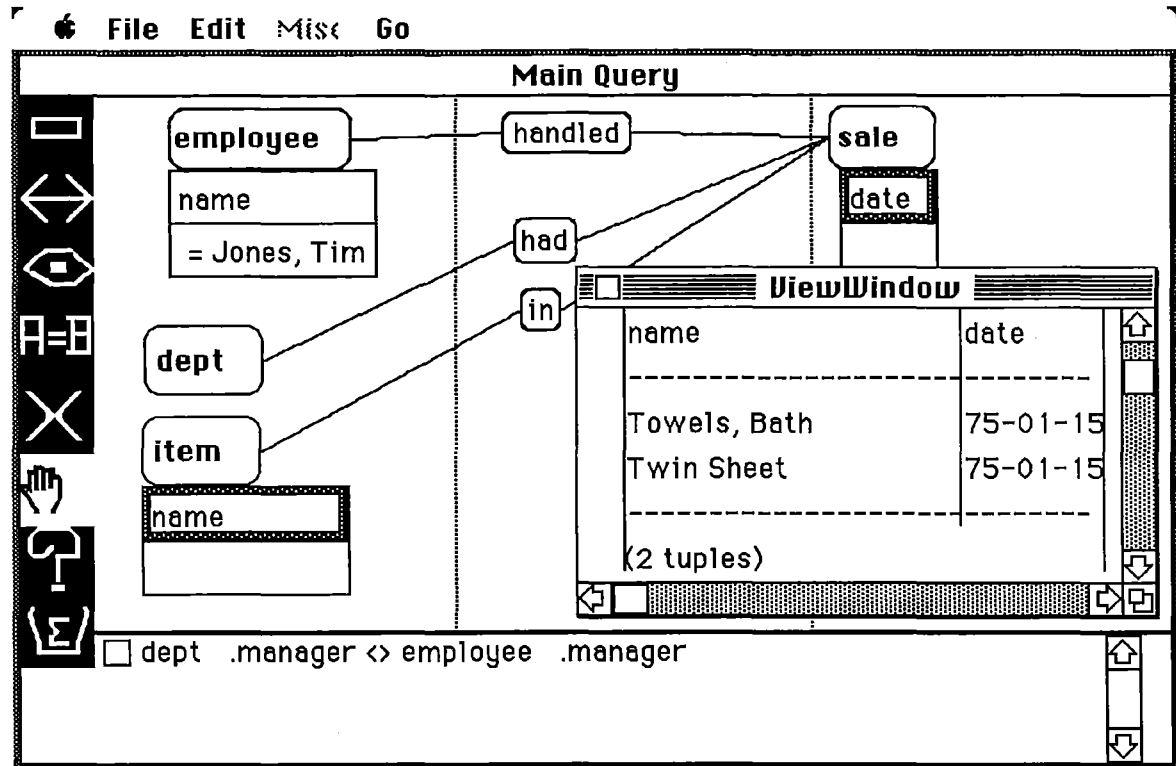 File Edit Misc Go
Main Query
employee
handled
sale
name
date
= Jones, Tim
had
ViewWindow
in
name date
A=B
dept
Towels, Bath 75-01-15
item
Twin Sheet 75-01-15
name
(2 tuples)
Σ
dept .manager <> employee .manager